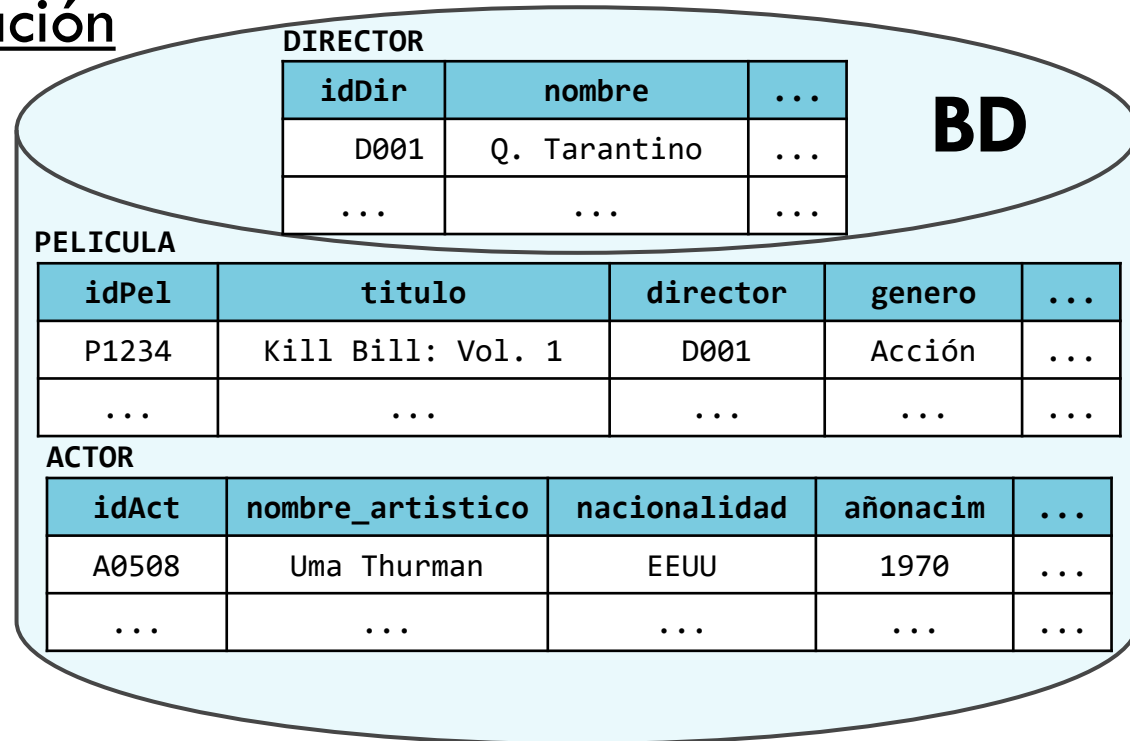 ución
DIRECTOR
BD
idDir nombre ...
D001 Q. Tarantino ...
... ... ...
PELICULA
idPel titulo director genero ...
P1234 Kill Bill: Vol. 1 D001 Acción ...
... ... ... ... ...
ACTOR
idAct nombre_artistico nacionalidad añonacim ...
A0508 Uma Thurman EEUU 1970 ...
... ... ... ... ...